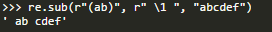 >>> re.sub(r"(ab)", r" \1 ", "abcdef")
' ab cdef'